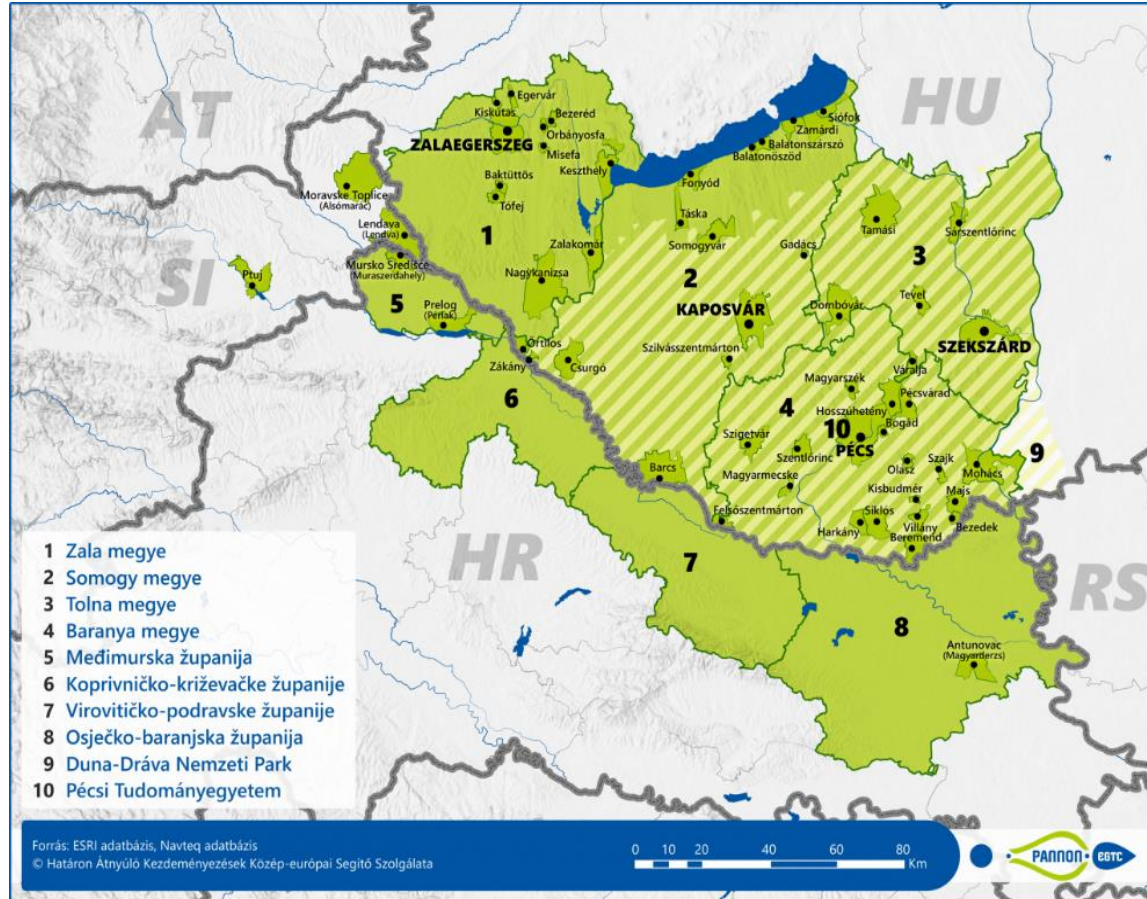 AT
HU
SI
HR
RS
Egervár
Kiskutas
Bezeréd
Orbányosfa
ZALAEGERSZEG
Misefa
Keszthely
Baktüttös
Tófej
Moravske Toplice
(Alsómarác)
Lendava
(Lendva)
1
Zalakomár
Mursko Središće
(Muraszerdahely)
Nagykanizsa
Ptuj
5
Prelog
(Perlak)
Siófok
Zamárdi
Balatonszárszó
Balatonöszöd
Fonyód
Táska
Somogyvár
Gadács
2
KAPOSVÁR
Szilvásszentmárton
Őrtilos
Zákány
Csurgó
6
Tamási
Sárszentlőrinc
3
Tevel
Dombóvár
SZEKSZÁRD
Váralja
Magyarszék
4
Pécsvárad
Hosszúhetény
10
Bogád
PÉCS
Szigetvár
Szentlőrinc
Szajk
9
Olasz
Mohács
Barcs
Magyarmecske
Kisbudmér
Majs
Felsőszentmárton
Siklós
Harkány
Villány
Bezedek
Beremend
7
8
Antunovac
(Magyarderzs)
1 Zala megye
2 Somogy megye
3 Tolna megye
4 Baranya megye
5 Međimurska županija
6 Koprivničko-križevačke županije
7 Virovitičko-podravske županije
8 Osječko-baranjska županija
9 Duna-Dráva Nemzeti Park
10 Pécsi Tudományegyetem
Forrás: ESRI adatbázis, Navteq adatbázis
© Határon Átnyúló Kezdeményezések Közép-európai Segítő Szolgálata
0 10 20 40 60 80
Km
PANNON EGTC